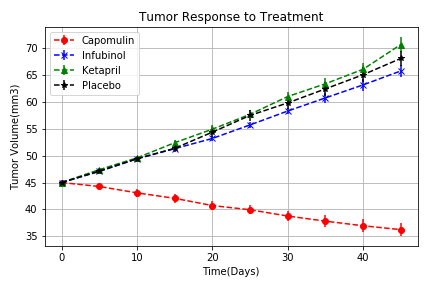 Tumor Response to Treatment
Capomulin
Infubinol
Ketapril
Placebo
Tumor Volume(mm3)
70
65
60
55
50
45
40
35
0 10 20 30 40
Time(Days)